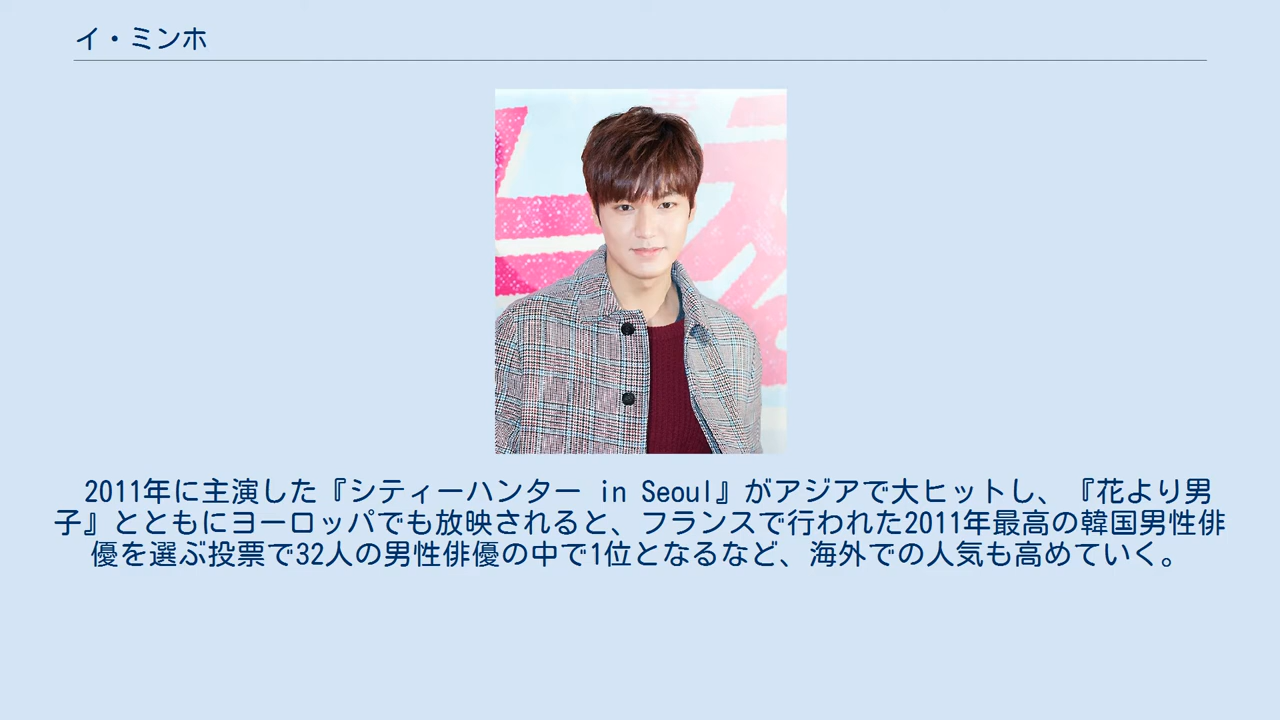 イ・ミンホ
2011年に主演した『シティーハンター in Seoul』がアジアで大ヒットし、『花より男
子』とともにヨーロッパでも放映されると、フランスで行われた2011年最高の韓国男性俳
優を選ぶ投票で32人の男性俳優の中で1位となるなど、海外での人気も高めていく。